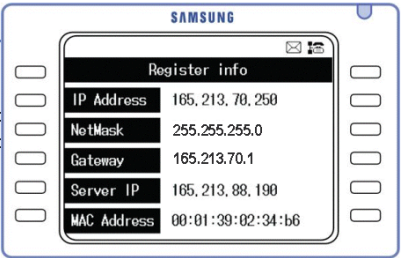 SAMSUNG
Register info
IP Address 165,213,70,250
NetMask 255.255.255.0
Gateway 165.213.70.1
Server IP 165,213,88,190
MAC Address 00:01:39:02:34:b6